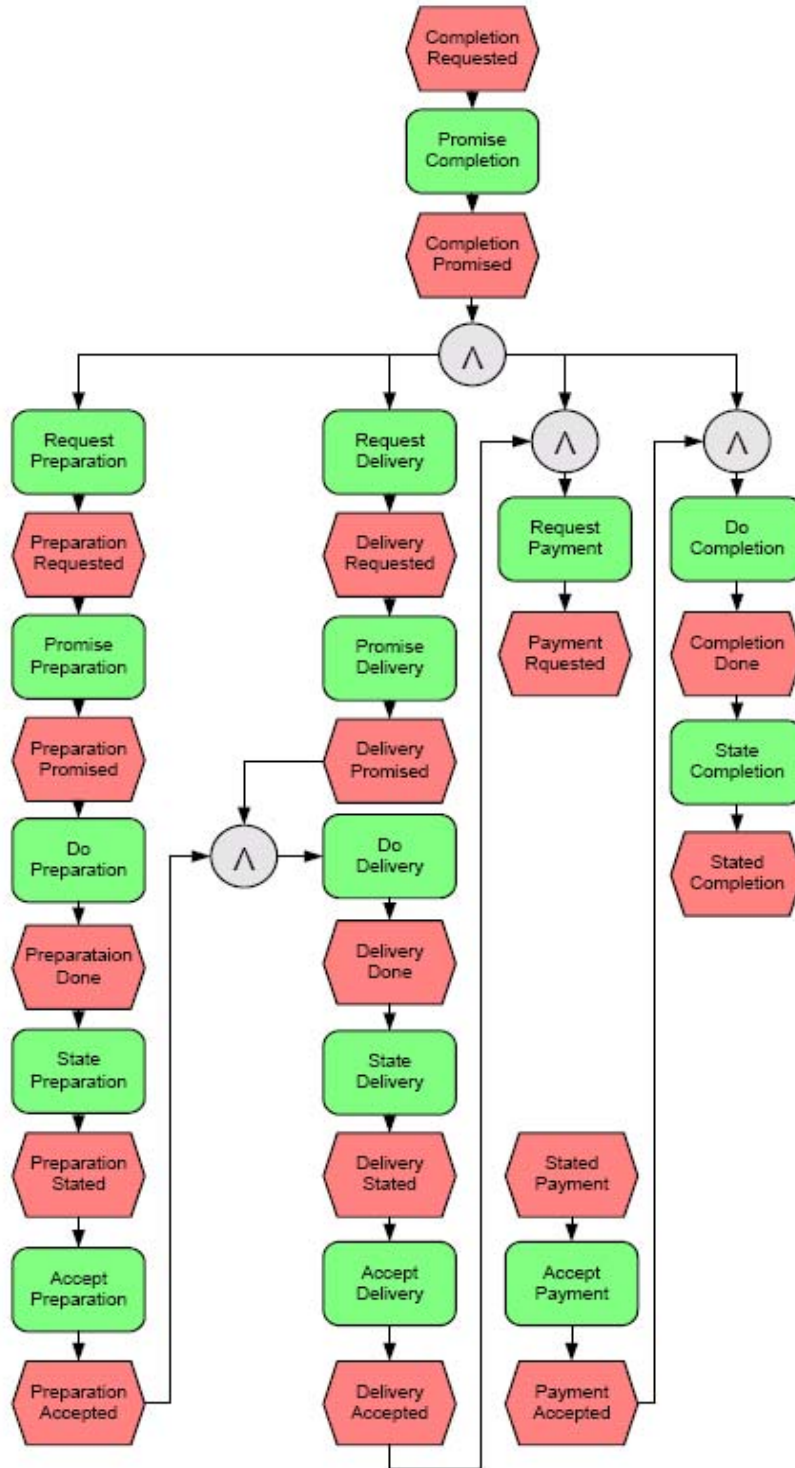 Completion
Requested
Promise
Completion
Completion
Promised
∧
Request
Preparation
Request
Delivery
∧
∧
Preparation
Requested
Delivery
Requested
Request
Payment
Do
Completion
Promise
Preparation
Promise
Delivery
Payment
Rquested
Completion
Done
Preparation
Promised
Delivery
Promised
State
Completion
Do
Preparation
∧
Do
Delivery
Stated
Completion
Preparataion
Done
Delivery
Done
State
Preparation
State
Delivery
Preparation
Stated
Delivery
Stated
Stated
Payment
Accept
Preparation
Accept
Delivery
Accept
Payment
Preparation
Accepted
Delivery
Accepted
Payment
Accepted